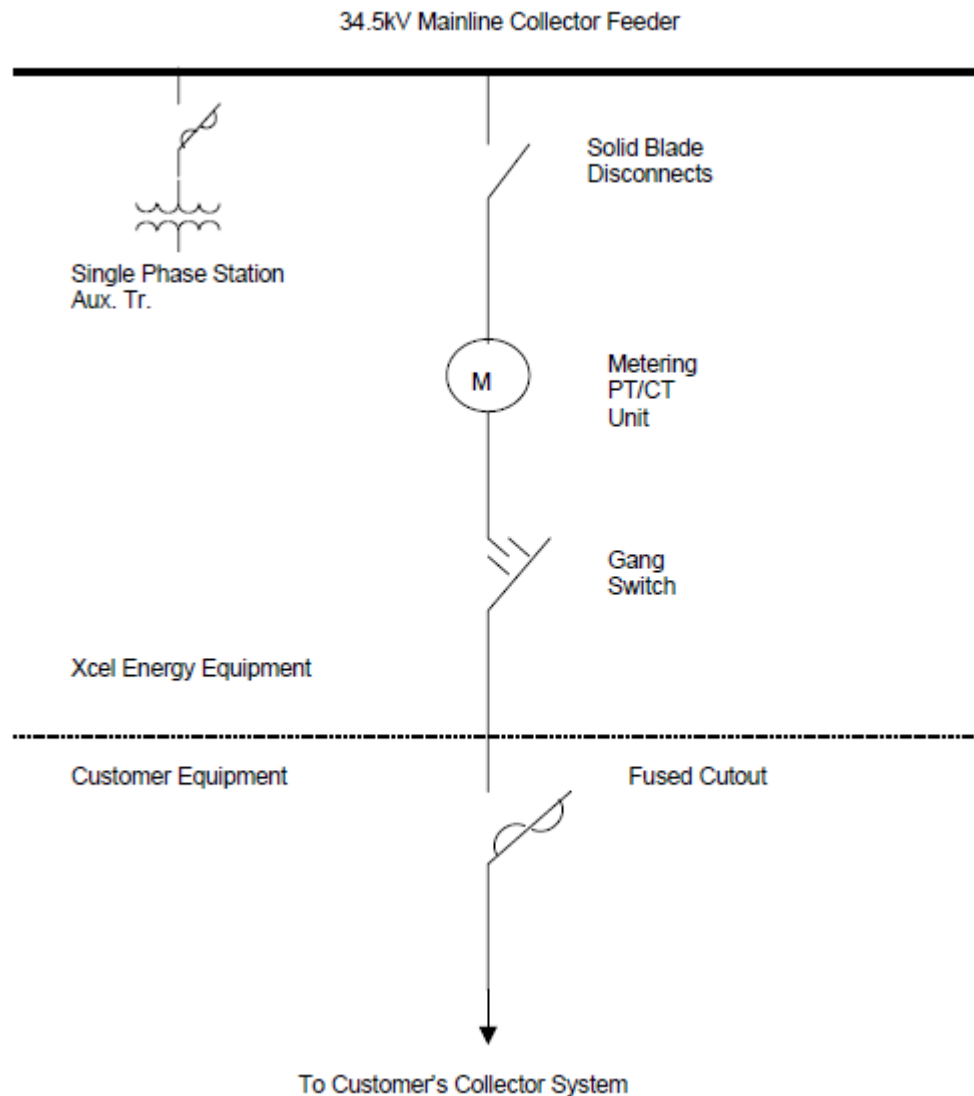 34.5kV Mainline Collector Feeder
Solid Blade
Disconnects
Single Phase Station
Aux. Tr.
Metering
PT/CT
Unit
M
Gang
Switch
Xcel Energy Equipment
Customer Equipment
Fused Cutout
To Customer's Collector System